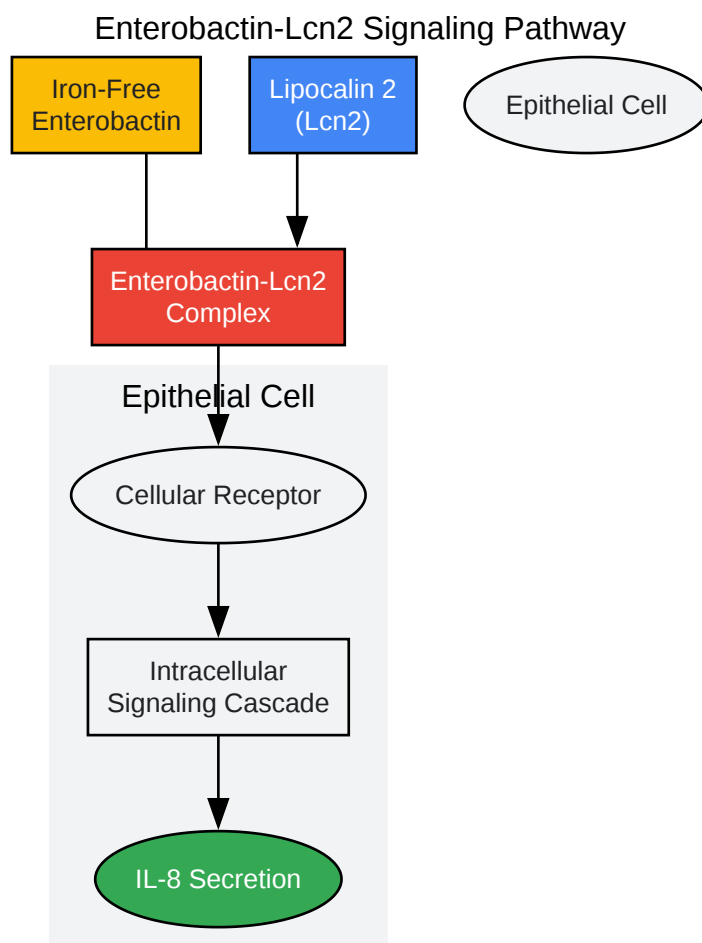 Enterobactin-Lcn2 Signaling Pathway
Iron-Free
Enterobactin
Lipocalin 2
(Lcn2)
Epithelial Cell
Enterobactin-Lcn2
Complex
Epithelial Cell
Cellular Receptor
Intracellular
Signaling Cascade
IL-8 Secretion